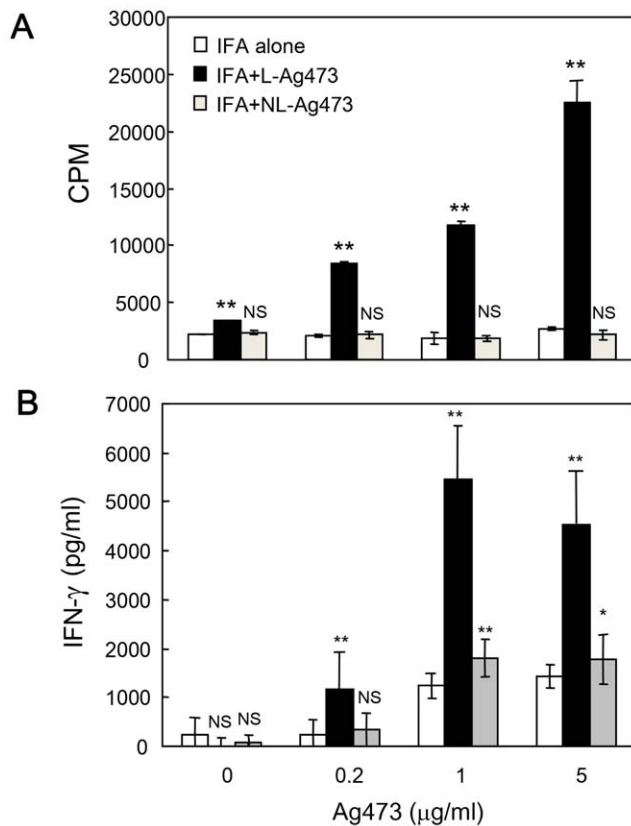 A
IFA alone
IFA+L-Ag473
IFA+NL-Ag473
30000
25000
20000
15000
10000
5000
0
CPM
** NS
** NS
** NS
** NS
B
7000
6000
5000
4000
3000
2000
1000
0
IFN-γ (pg/ml)
NS NS
** NS
** **
** *
0 0.2 1 5
Ag473 (μg/ml)